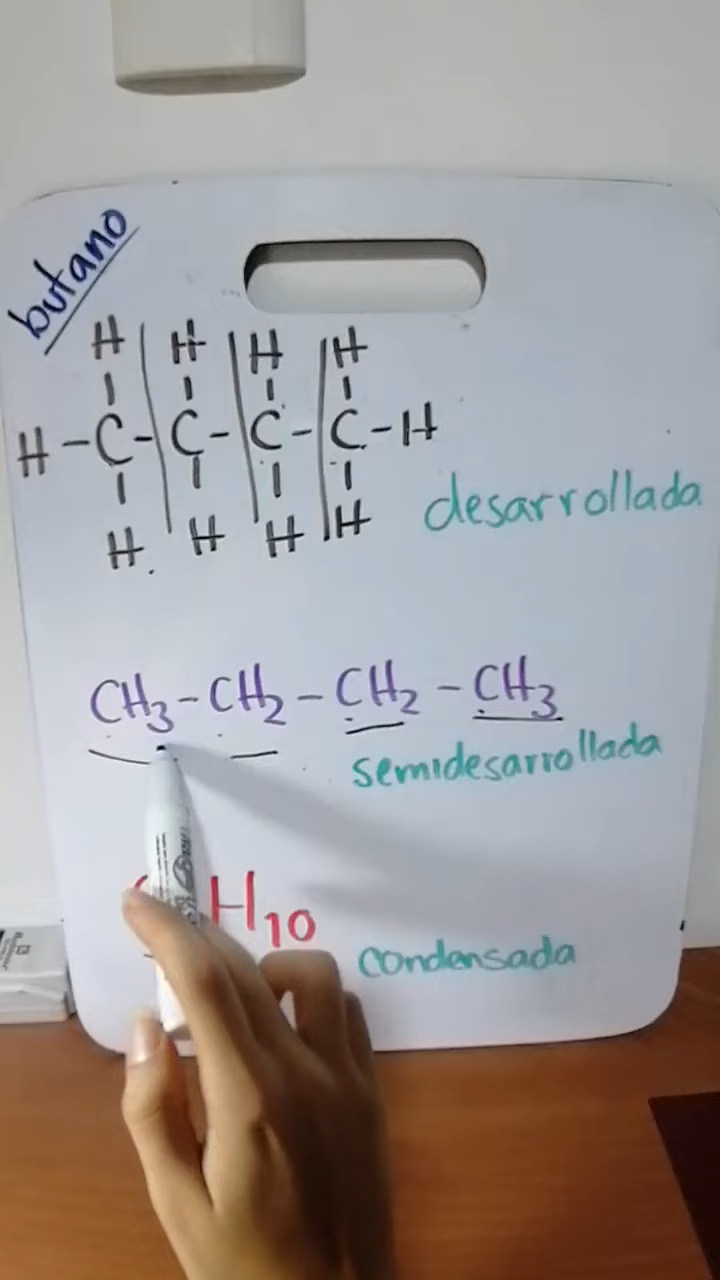 butano
H H H H
H-C-C-C-C-H
H H H H
desarrollada
CH3-CH2-CH2-CH3
semidesarrollada
H10
condensada